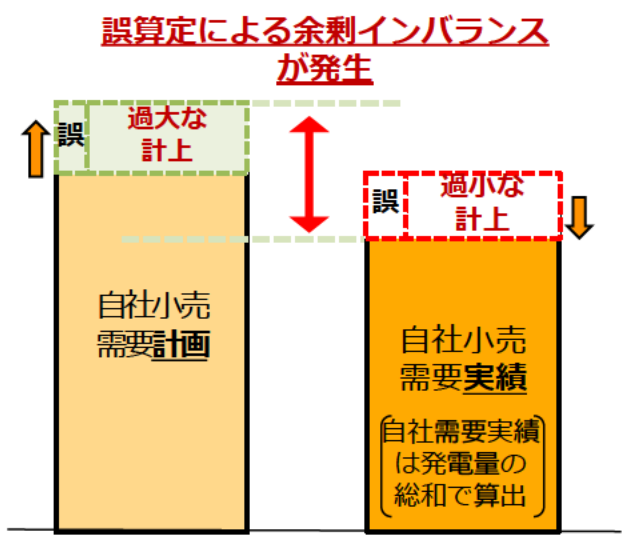 誤算定による余剰インバランス
が発生
誤
過大な
計上
誤
過小な
計上
自社小売
需要計画
自社小売
需要実績
自社需要実績
は発電量の
総和で算出